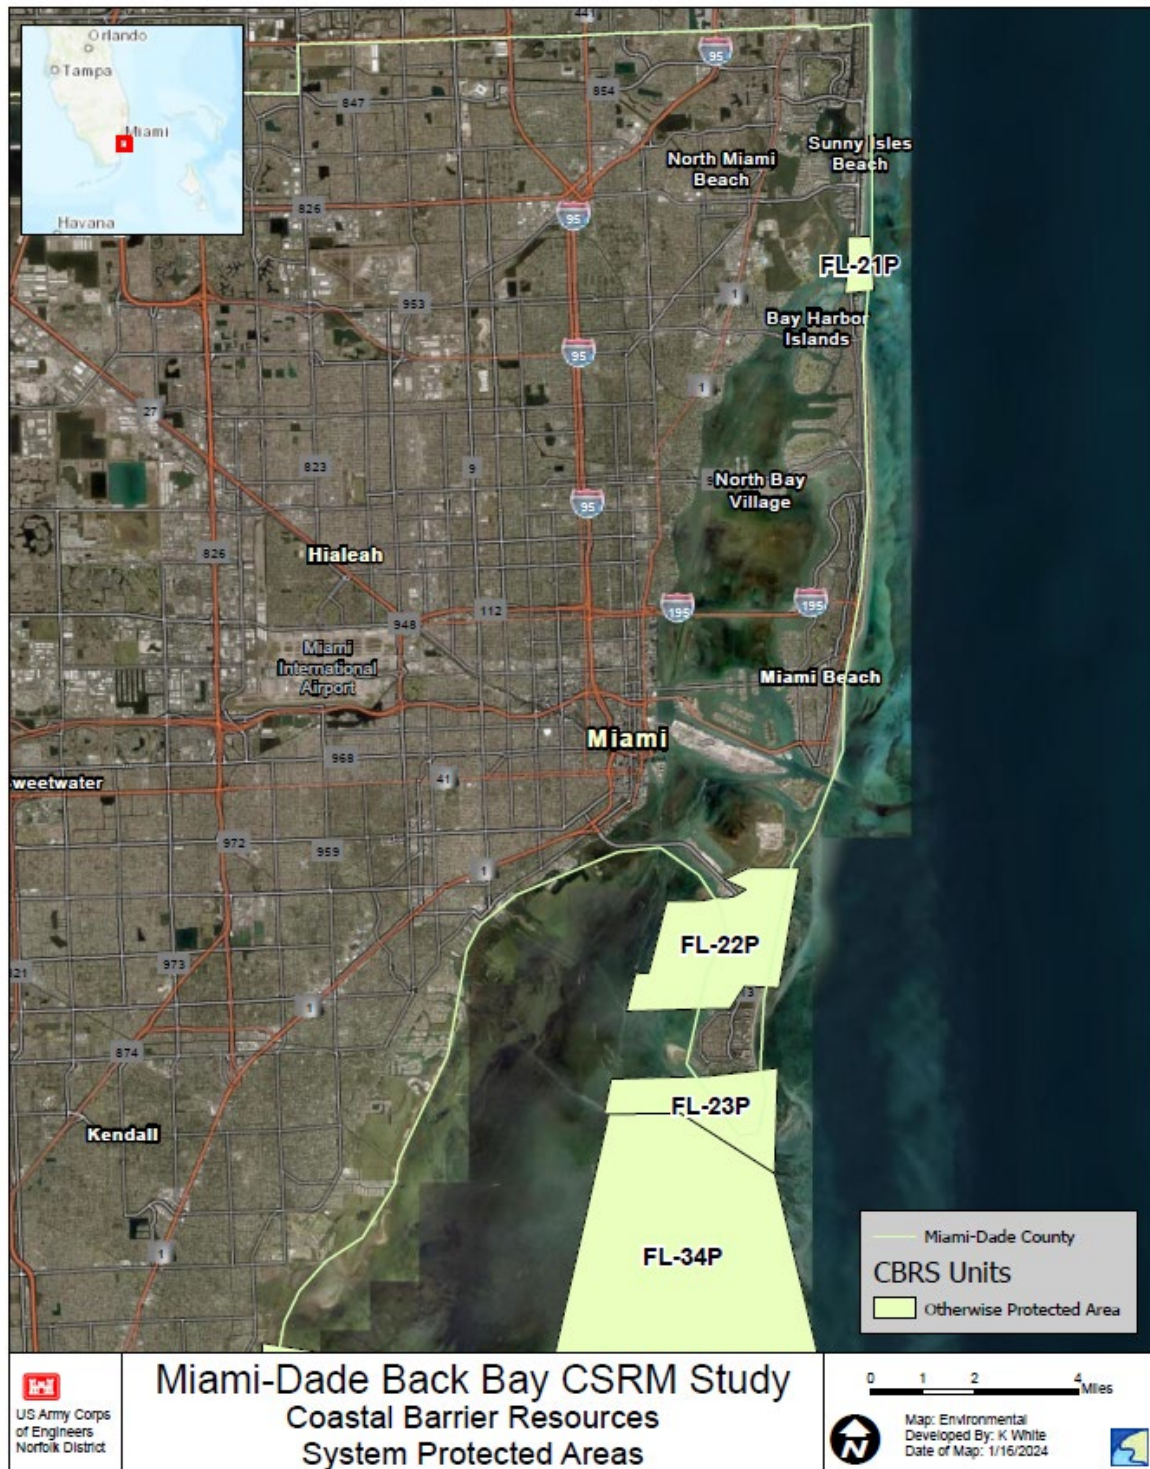 Orlando
Tampa
Miami
Havana
441
95
847
854
North Miami
Beach
Sunny Isles
Beach
826
95
FL-21P
953
1
Bay Harbor
Islands
95
1
27
823
9
North Bay
Village
95
826
Hialeah
112
195
195
948
Miami
International
Airport
Miami Beach
Miami
968
41
weetwater
972
959
1
FL-22P
973
821
13
1
874
FL-23P
Kendall
1
FL-34P
Miami-Dade County
CBRS Units
Otherwise Protected Area
US Army Corps
of Engineers
Norfolk District
Miami-Dade Back Bay CSRM Study
Coastal Barrier Resources
System Protected Areas
0 1 2 4
Miles
N
Map: Environmental
Developed By: K White
Date of Map: 1/16/2024